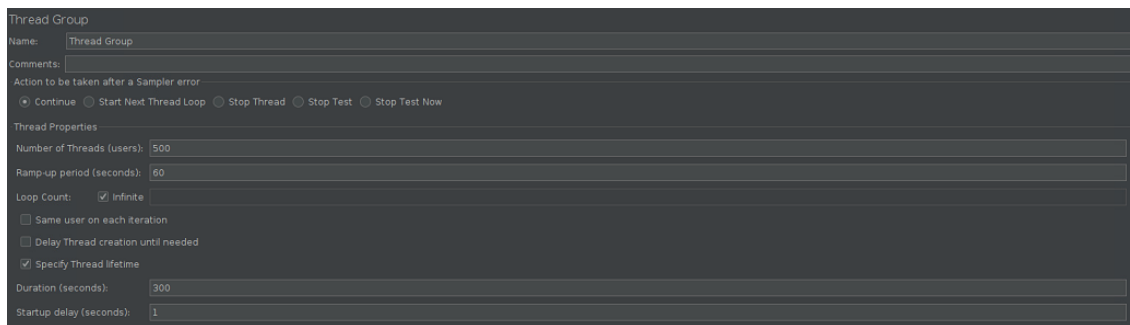 Thread Group
Name: Thread Group
Comments:
Action to be taken after a Sampler error
Continue Start Next Thread Loop Stop Thread Stop Test Stop Test Now
Thread Properties
Number of Threads (users): 500
Ramp-up period (seconds): 60
Loop Count: Infinite
Same user on each iteration
Delay Thread creation until needed
Specify Thread lifetime
Duration (seconds): 300
Startup delay (seconds): 1